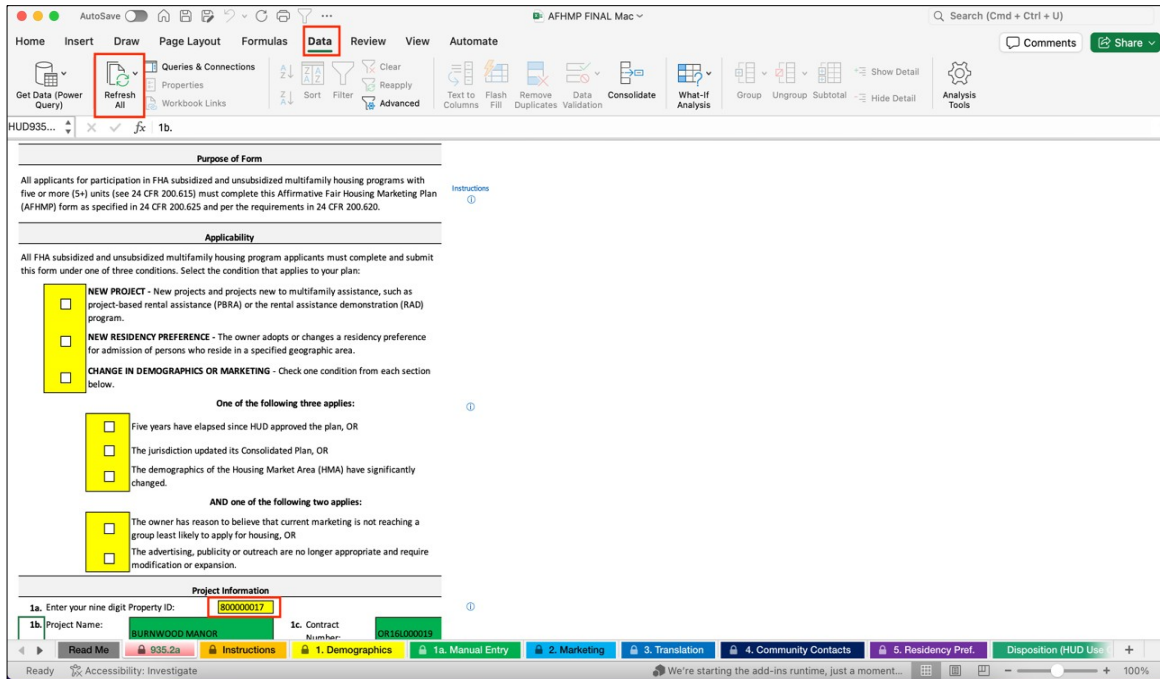 AutoSave
AFHMP FINAL Mac
Search (Cmd + Ctrl + U)
Home Insert Draw Page Layout Formulas Data Review View Automate
Comments Share
Get Data (Power Query)
Refresh All
Queries & Connections
Properties
Workbook Links
Sort
Filter
Clear
Reapply
Advanced
Text to Columns
Flash Fill
Remove Duplicates
Data Validation
Consolidate
What-If Analysis
Group
Ungroup
Subtotal
Show Detail
Hide Detail
Analysis Tools
HUD935... fx 1b.
Purpose of Form
All applicants for participation in FHA subsidized and unsubsidized multifamily housing programs with
five or more (5+) units (see 24 CFR 200.615) must complete this Affirmative Fair Housing Marketing Plan
(AFHMP) form as specified in 24 CFR 200.625 and per the requirements in 24 CFR 200.620.
Instructions
Applicability
All FHA subsidized and unsubsidized multifamily housing program applicants must complete and submit
this form under one of three conditions. Select the condition that applies to your plan:
NEW PROJECT - New projects and projects new to multifamily assistance, such as
project-based rental assistance (PBRA) or the rental assistance demonstration (RAD)
program.
NEW RESIDENCY PREFERENCE - The owner adopts or changes a residency preference
for admission of persons who reside in a specified geographic area.
CHANGE IN DEMOGRAPHICS OR MARKETING - Check one condition from each section
below.
One of the following three applies:
Five years have elapsed since HUD approved the plan, OR
The jurisdiction updated its Consolidated Plan, OR
The demographics of the Housing Market Area (HMA) have significantly
changed.
AND one of the following two applies:
The owner has reason to believe that current marketing is not reaching a
group least likely to apply for housing, OR
The advertising, publicity or outreach are no longer appropriate and require
modification or expansion.
Project Information
1a. Enter your nine digit Property ID: 800000017
1b. Project Name: BURNWOOD MANOR 1c. Contract Number: OR16L000019
Read Me 935.2a Instructions 1. Demographics 1a. Manual Entry 2. Marketing 3. Translation 4. Community Contacts 5. Residency Pref. Disposition (HUD Use
Ready Accessibility: Investigate We're starting the add-ins runtime, just a moment... 100%